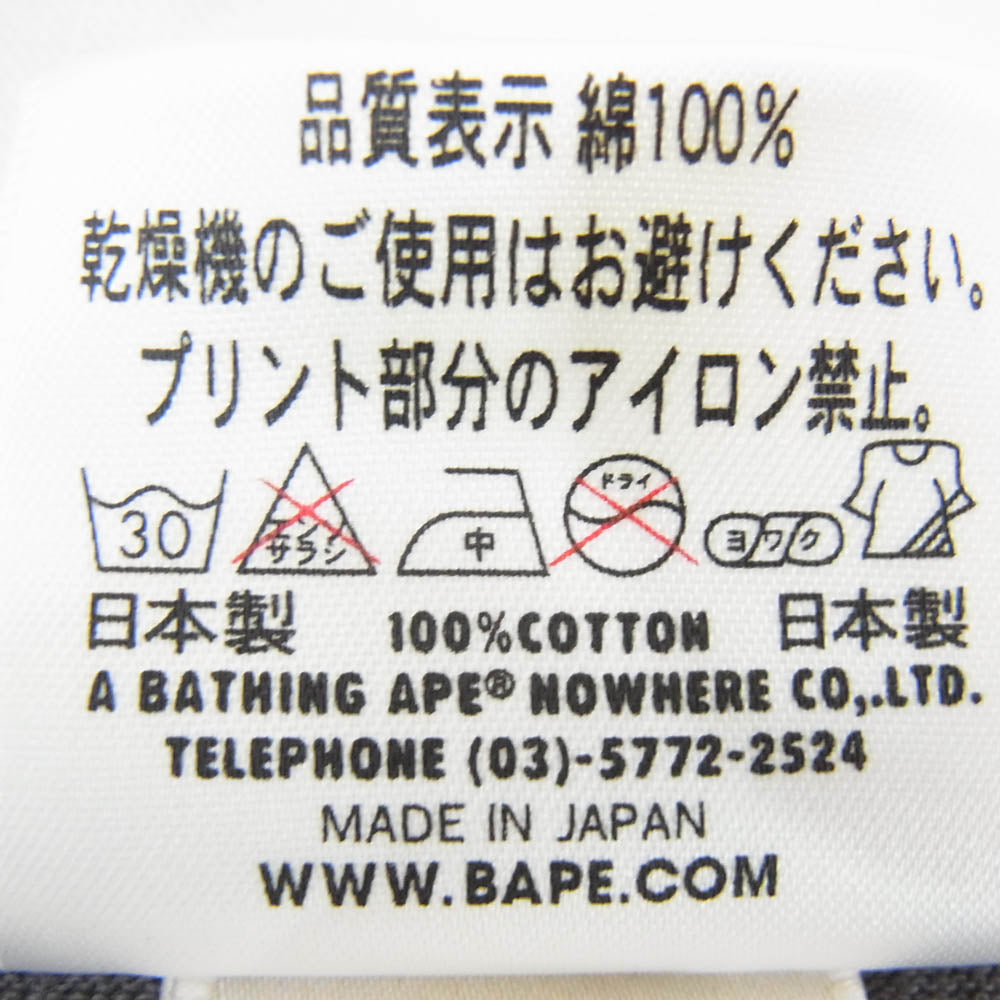 品質表示 綿100%
乾燥機のご使用はお避けください。
プリント部分のアイロン禁止。
30 エンソ サラシ 中 ドライ ヨワク
日本製 100%COTTON 日本製
A BATHING APE® NOWHERE CO,.LTD.
TELEPHONE (03)-5772-2524
MADE IN JAPAN
WWW.BAPE.COM